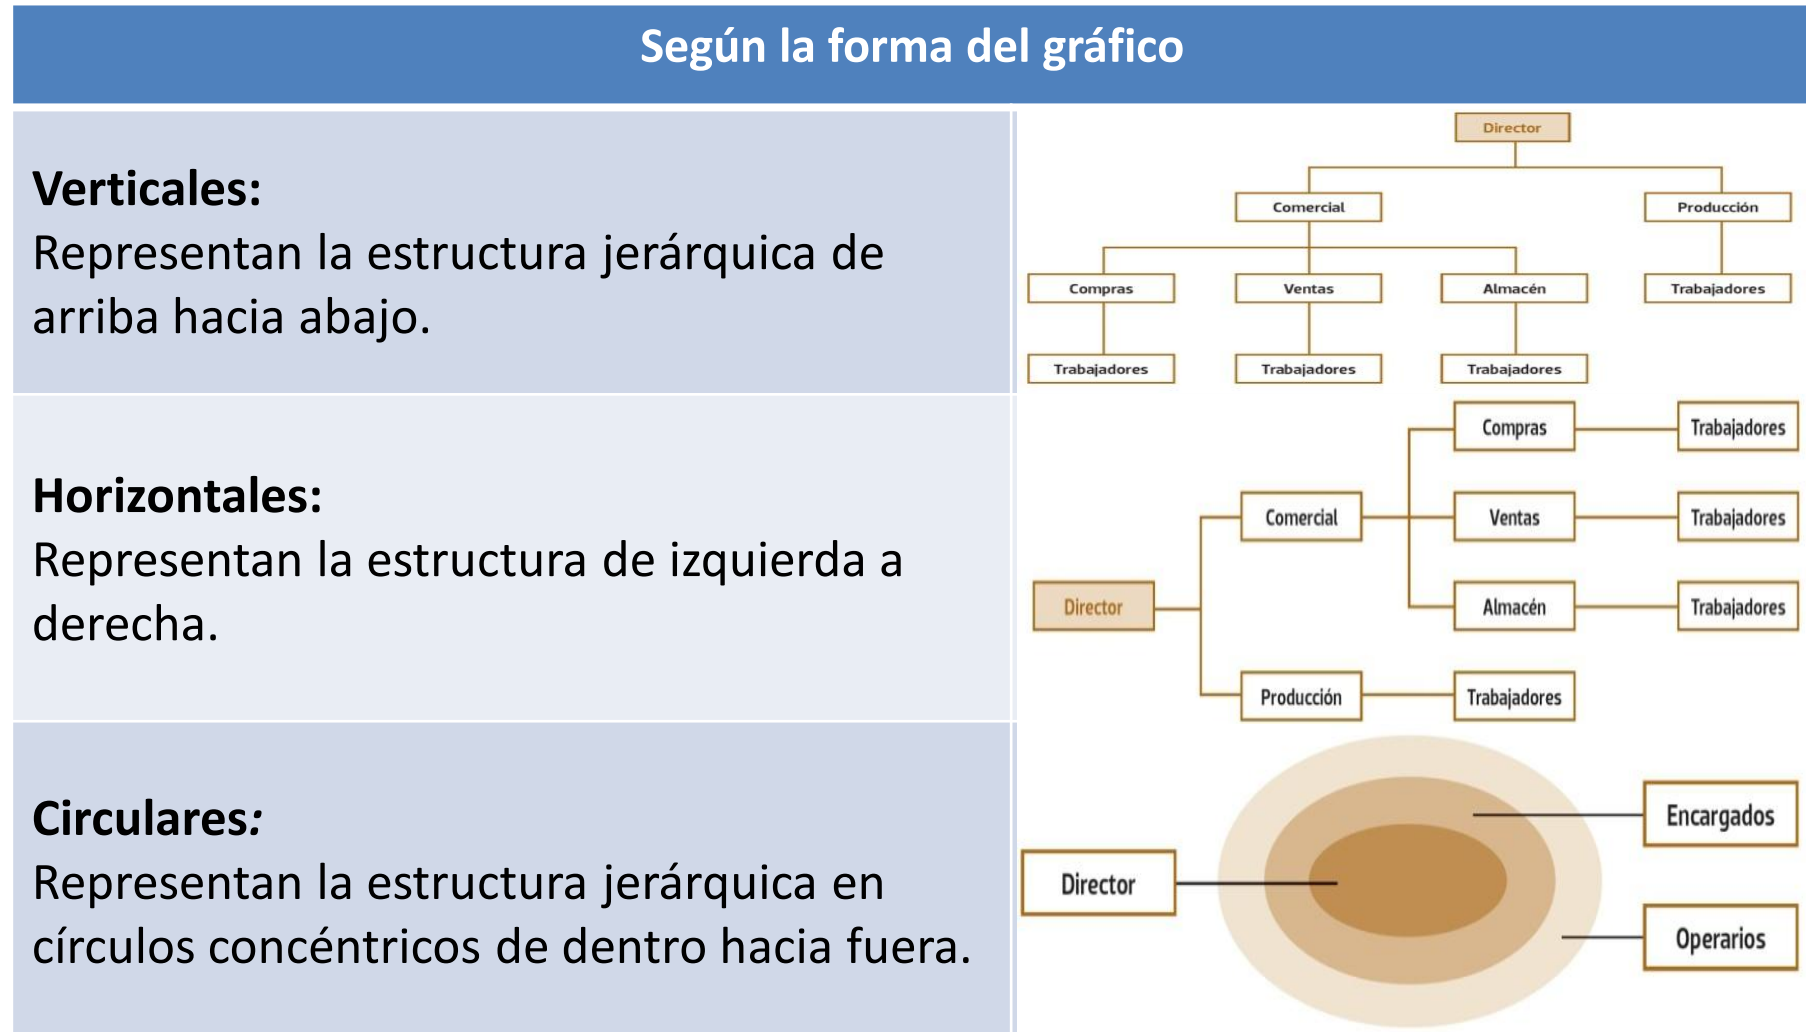 Según la forma del gráfico
Verticales:
Representan la estructura jerárquica de
arriba hacia abajo.
Director
Comercial Producción
Compras Ventas Almacén Trabajadores
Trabajadores Trabajadores Trabajadores
Horizontales:
Representan la estructura de izquierda a
derecha.
Compras Trabajadores
Comercial Ventas Trabajadores
Director Almacén Trabajadores
Producción Trabajadores
Circulares:
Representan la estructura jerárquica en
círculos concéntricos de dentro hacia fuera.
Encargados
Director
Operarios